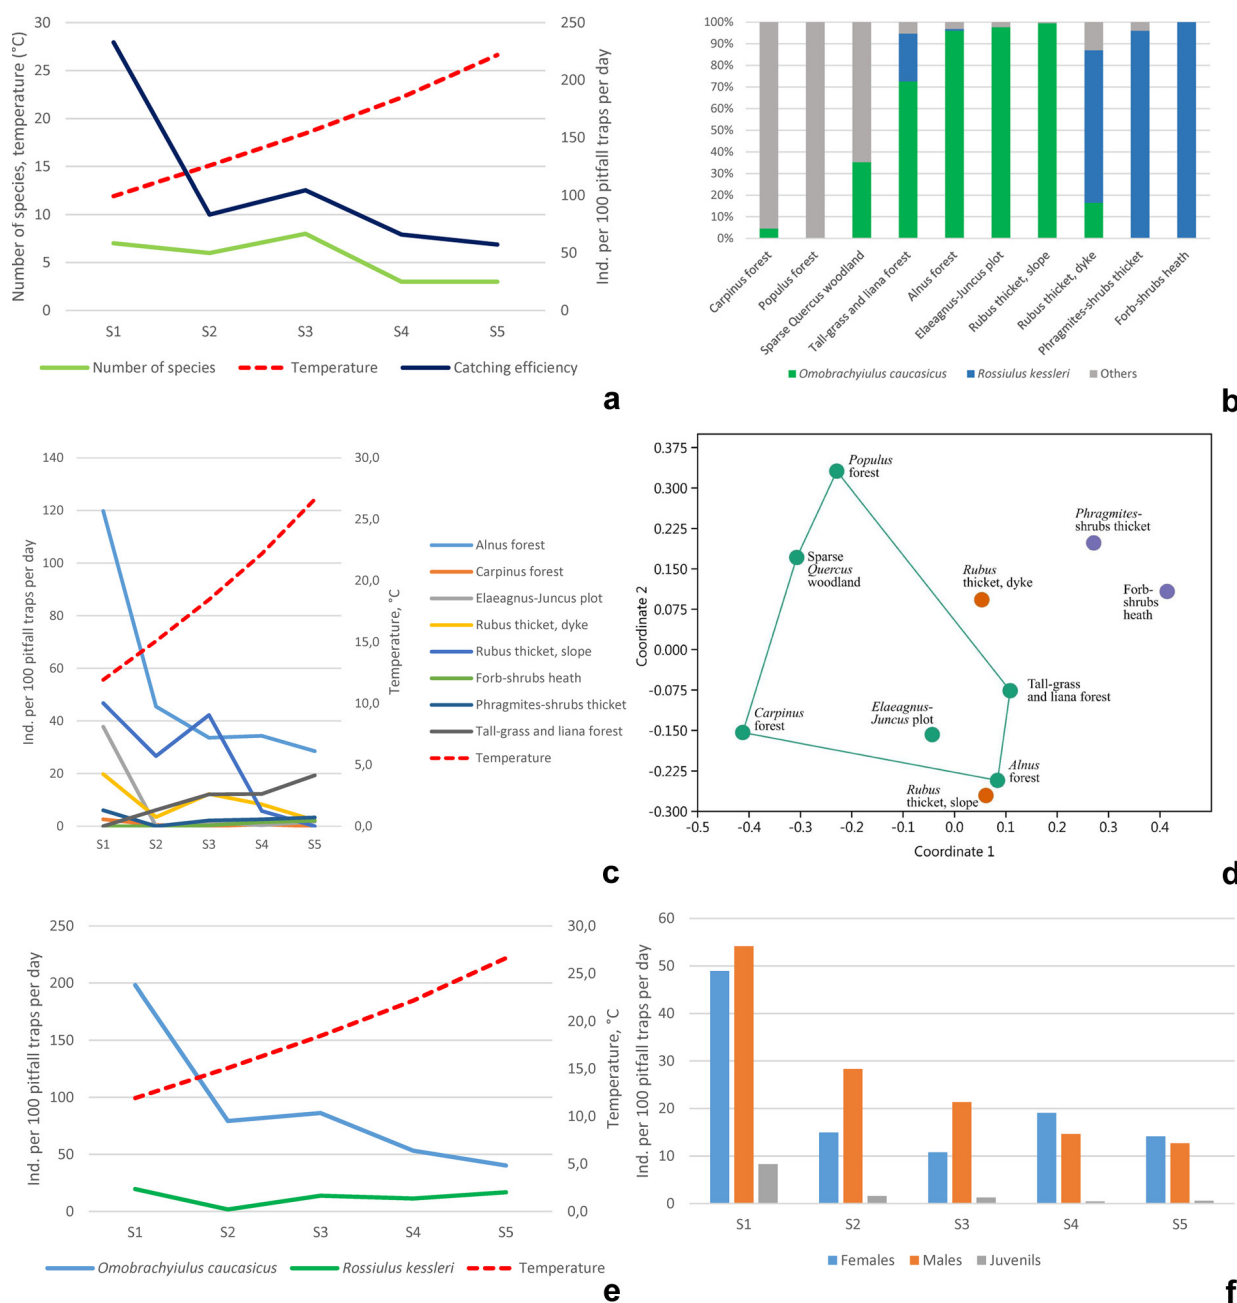 Number of species, temperature (°C)
30
25
20
15
10
5
0
250
200
150
100
50
0
Ind. per 100 pitfall traps per day
S1 S2 S3 S4 S5
Number of species Temperature Catching efficiency
a
100%
90%
80%
70%
60%
50%
40%
30%
20%
10%
0%
Carpinus forest
Populus forest
Sparse Quercus woodland
Tall-grass and liana forest
Alnus forest
Elaeagnus-Juncus plot
Rubus thicket, slope
Rubus thicket, dyke
Phragmites-shrubs thicket
Forb-shrubs heath
Omobrachyiulus caucasicus Rossiulus kessleri Others
b
Ind. per 100 pitfall traps per day
140
120
100
80
60
40
20
0
30,0
25,0
20,0
15,0
10,0
5,0
0,0
Temperature, °C
S1 S2 S3 S4 S5
Alnus forest
Carpinus forest
Elaeagnus-Juncus plot
Rubus thicket, dyke
Rubus thicket, slope
Forb-shrubs heath
Phragmites-shrubs thicket
Tall-grass and liana forest
Temperature
c
Coordinate 2
0.375
0.300
0.225
0.150
0.075
0.000
-0.075
-0.150
-0.225
-0.300
Populus
forest
Phragmites-
shrubs thicket
Sparse
Quercus
woodland
Rubus
thicket, dyke
Forb-
shrubs
heath
Tall-grass
and liana forest
Carpinus
forest
Elaeagnus-
Juncus plot
Alnus
forest
Rubus
thicket, slope
-0.5 -0.4 -0.3 -0.2 -0.1 0.0 0.1 0.2 0.3 0.4
Coordinate 1
d
Ind. per 100 pitfall traps per day
250
200
150
100
50
0
30,0
25,0
20,0
15,0
10,0
5,0
0,0
Temperature, °C
S1 S2 S3 S4 S5
Omobrachyiulus caucasicus Rossiulus kessleri Temperature
e
Ind. per 100 pitfall traps per day
60
50
40
30
20
10
0
S1 S2 S3 S4 S5
Females Males Juvenils
f